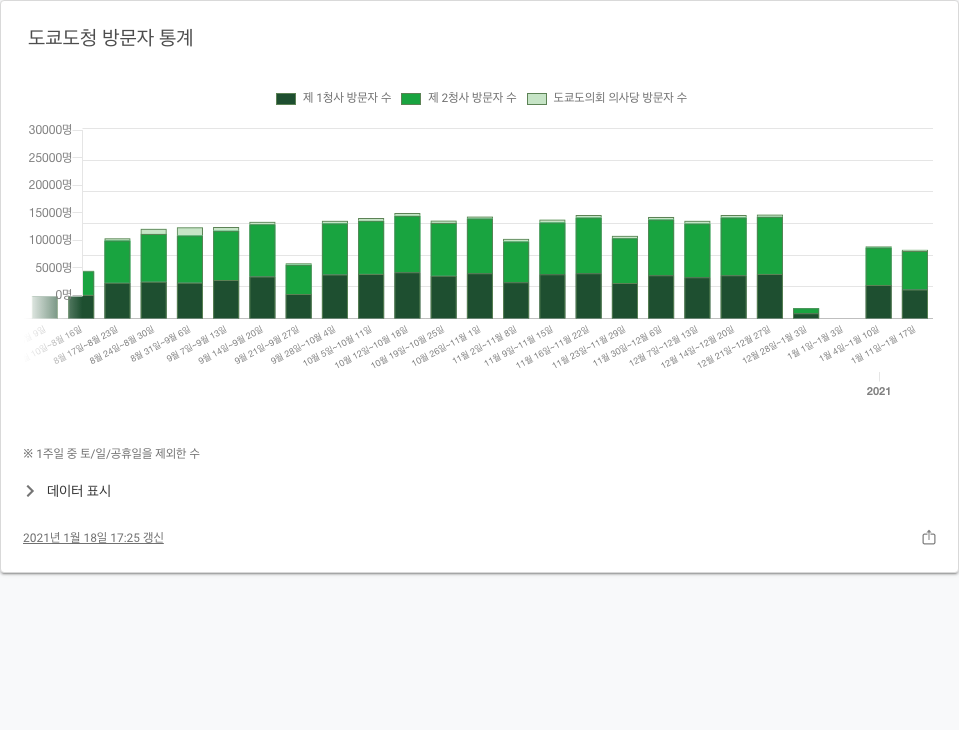 도쿄도청 방문자 통계
제 1청사 방문자 수 제 2청사 방문자 수 도쿄도의회 의사당 방문자 수
30000명
25000명
20000명
15000명
10000명
5000명
0명
10일~8월 16일
8월 17일~8월 23일
8월 24일~8월 30일
8월 31일~9월 6일
9월 7일~9월 13일
9월 14일~9월 20일
9월 21일~9월 27일
9월 28일~10월 4일
10월 5일~10월 11일
10월 12일~10월 18일
10월 19일~10월 25일
10월 26일~11월 1일
11월 2일~11월 8일
11월 9일~11월 15일
11월 16일~11월 22일
11월 23일~11월 29일
11월 30일~12월 6일
12월 7일~12월 13일
12월 14일~12월 20일
12월 21일~12월 27일
12월 28일~1월 3일
1월 1일~1월 3일
1월 4일~1월 10일
1월 11일~1월 17일
2021
※ 1주일 중 토/일/공휴일을 제외한 수
데이터 표시
2021년 1월 18일 17:25 갱신